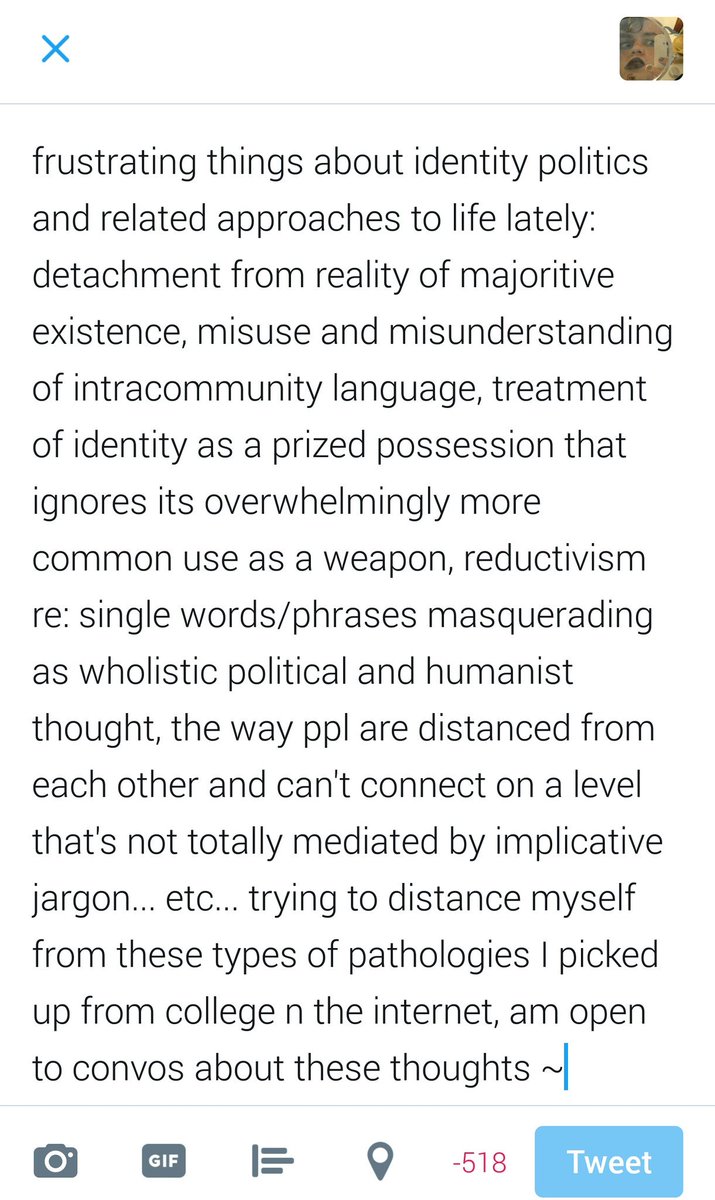 frustrating things about identity politics
and related approaches to life lately:
detachment from reality of majoritive
existence, misuse and misunderstanding
of intracommunity language, treatment
of identity as a prized possession that
ignores its overwhelmingly more
common use as a weapon, reductivism
re: single words/phrases masquerading
as wholistic political and humanist
thought, the way ppl are distanced from
each other and can't connect on a level
that's not totally mediated by implicative
jargon... etc... trying to distance myself
from these types of pathologies I picked
up from college n the internet, am open
to convos about these thoughts ~
GIF
-518
Tweet